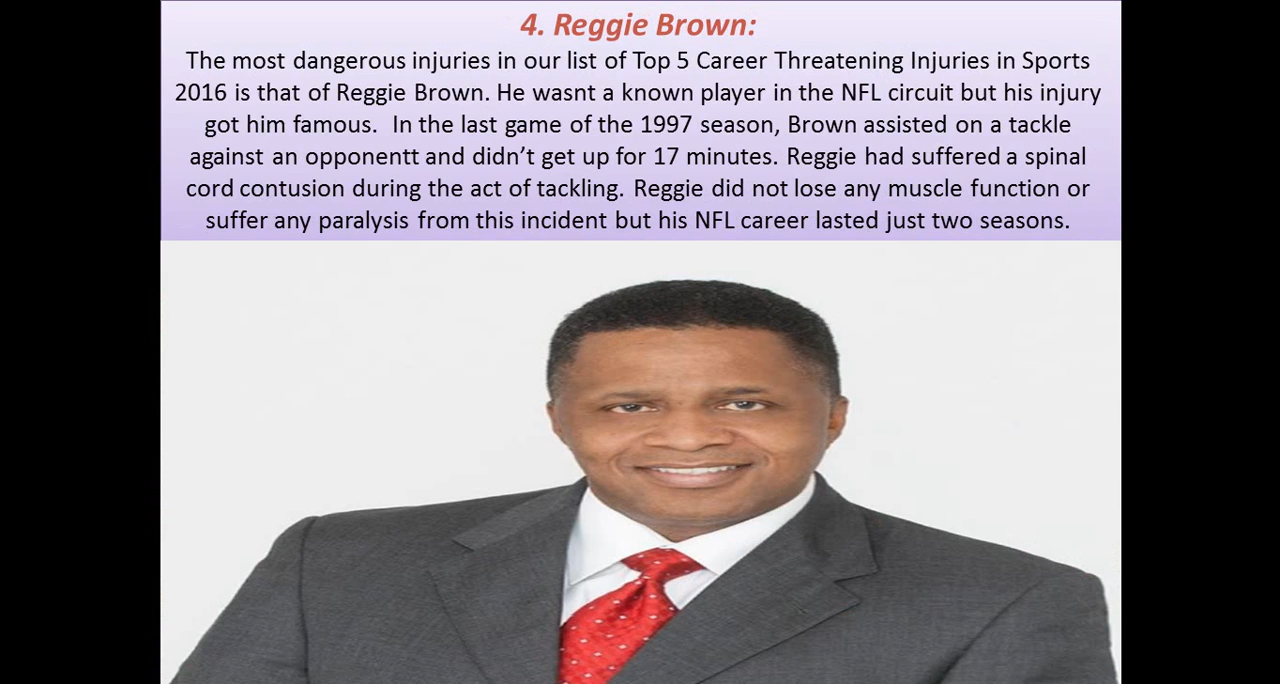 4. Reggie Brown:
The most dangerous injuries in our list of Top 5 Career Threatening Injuries in Sports
2016 is that of Reggie Brown. He wasnt a known player in the NFL circuit but his injury
got him famous.  In the last game of the 1997 season, Brown assisted on a tackle
against an opponentt and didn’t get up for 17 minutes. Reggie had suffered a spinal
cord contusion during the act of tackling. Reggie did not lose any muscle function or
suffer any paralysis from this incident but his NFL career lasted just two seasons.